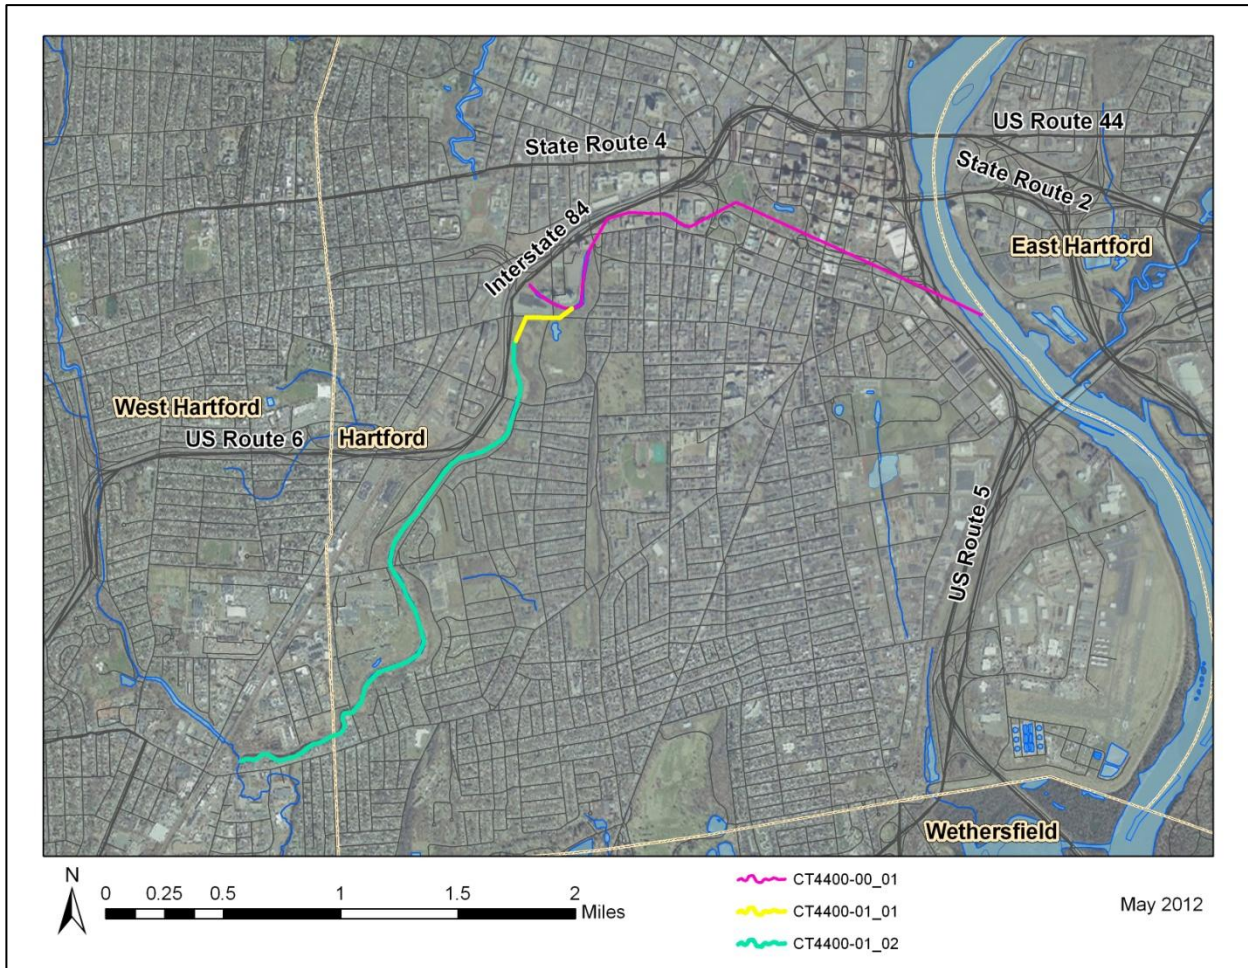 US Route 44
State Route 4
State Route 2
Interstate 84
East Hartford
West Hartford
US Route 6
Hartford
US Route 5
Wethersfield
N
0 0.25 0.5 1 1.5 2
Miles
CT4400-00_01
CT4400-01_01
CT4400-01_02
May 2012